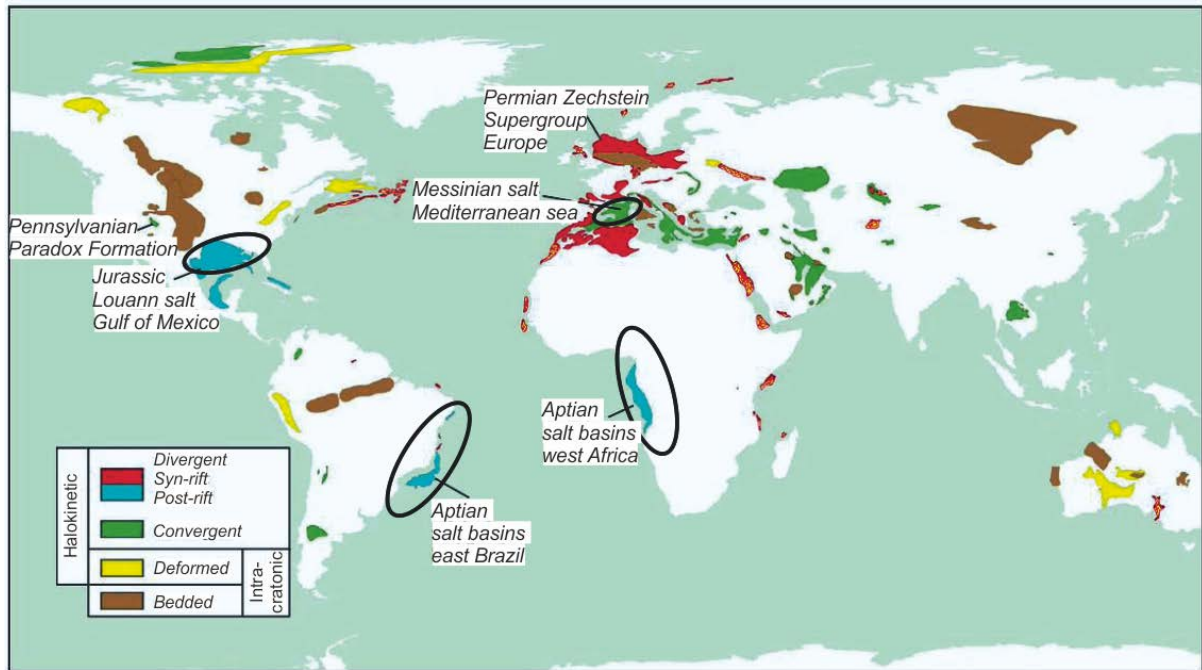 Permian Zechstein
Supergroup
Europe
Messinian salt
Mediterranean sea
Pennsylvanian
Paradox Formation
Jurassic
Louann salt
Gulf of Mexico
Aptian
salt basins
west Africa
Aptian
salt basins
east Brazil
Halokinetic
Divergent
Syn-rift
Post-rift
Convergent
Deformed
Bedded
Intra-
cratonic